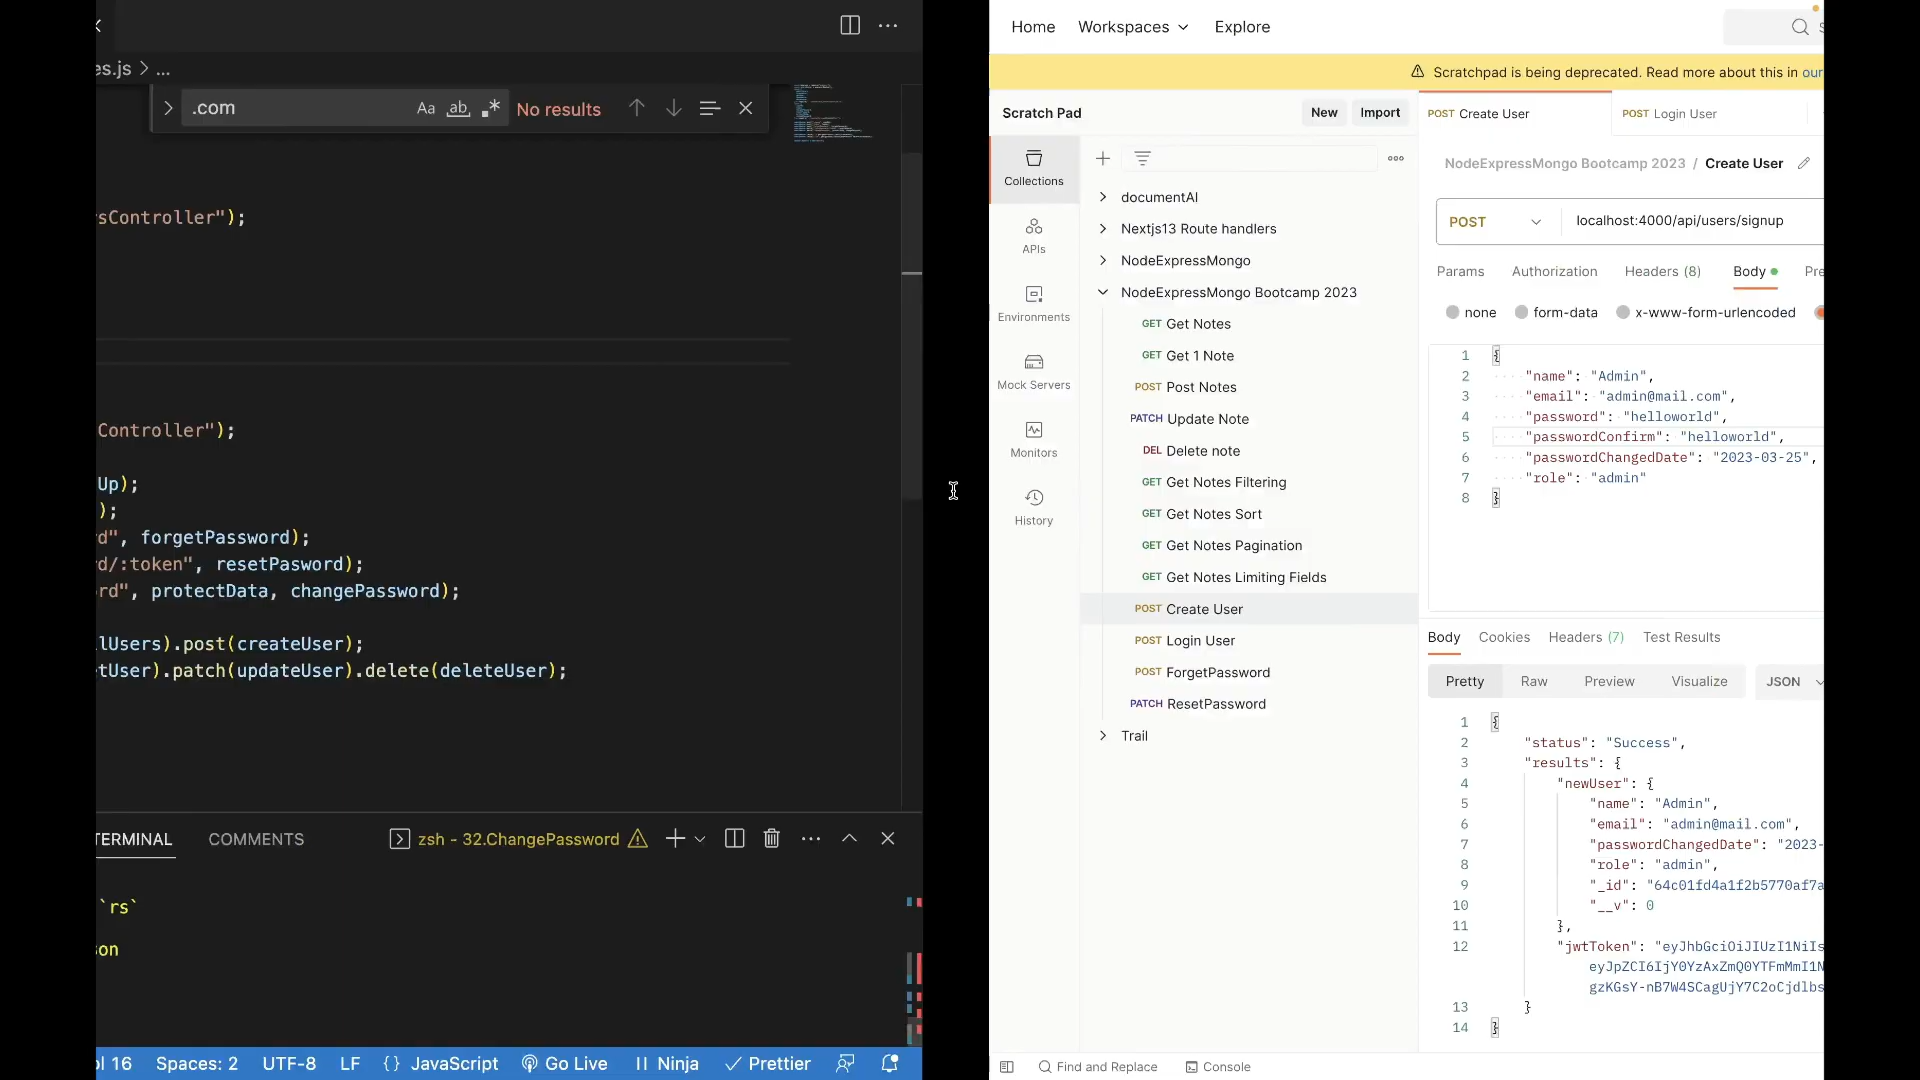 es.js > ...
.com
Aa ab .* No results
sController");
Controller");
Up);
);
d", forgetPassword);
d/:token", resetPasword);
rd", protectData, changePassword);
lUsers).post(createUser);
tUser).patch(updateUser).delete(deleteUser);
TERMINAL COMMENTS zsh - 32.ChangePassword
`rs`
on
ol 16 Spaces: 2 UTF-8 LF {} JavaScript Go Live Ninja Prettier
Home Workspaces Explore
Scratchpad is being deprecated. Read more about this in our
Scratch Pad New Import
Collections
APIs
Environments
Mock Servers
Monitors
History
documentAI
Nextjs13 Route handlers
NodeExpressMongo
NodeExpressMongo Bootcamp 2023
GET Get Notes
GET Get 1 Note
POST Post Notes
PATCH Update Note
DEL Delete note
GET Get Notes Filtering
GET Get Notes Sort
GET Get Notes Pagination
GET Get Notes Limiting Fields
POST Create User
POST Login User
POST ForgetPassword
PATCH ResetPassword
Trail
POST Create User POST Login User
NodeExpressMongo Bootcamp 2023 / Create User
POST localhost:4000/api/users/signup
Params Authorization Headers (8) Body Pre
none form-data x-www-form-urlencoded
1 {
2 "name": "Admin",
3 "email": "admin@mail.com",
4 "password": "helloworld",
5 "passwordConfirm": "helloworld",
6 "passwordChangedDate": "2023-03-25",
7 "role": "admin"
8 }
Body Cookies Headers (7) Test Results
Pretty Raw Preview Visualize JSON
1 {
2 "status": "Success",
3 "results": {
4 "newUser": {
5 "name": "Admin",
6 "email": "admin@mail.com",
7 "passwordChangedDate": "2023-
8 "role": "admin",
9 "_id": "64c01fd4a1f2b5770af7a
10 "__v": 0
11 },
12 "jwtToken": "eyJhbGciOiJIUzI1NiIs
eyJpZCI6IjY0YzAxZmQ0YTFmMmI1N
gzKGsY-nB7W4SCagUjY7C2oCjdlbs
13 }
14 }
Find and Replace Console